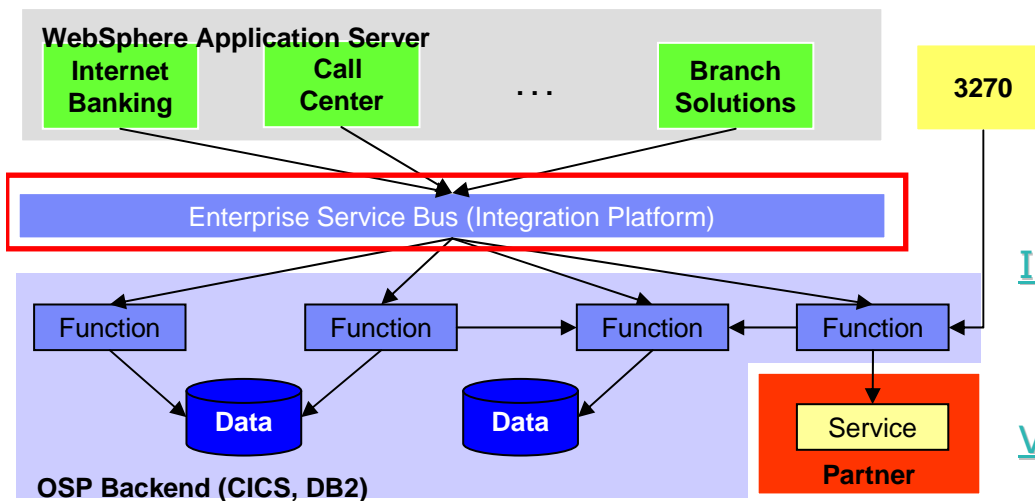 WebSphere Application Server
Internet
Banking
Call
Center
. . .
Branch
Solutions
3270
Enterprise Service Bus (Integration Platform)
I
Function
Function
Function
Function
Data
Data
Service
V
Partner
OSP Backend (CICS, DB2)